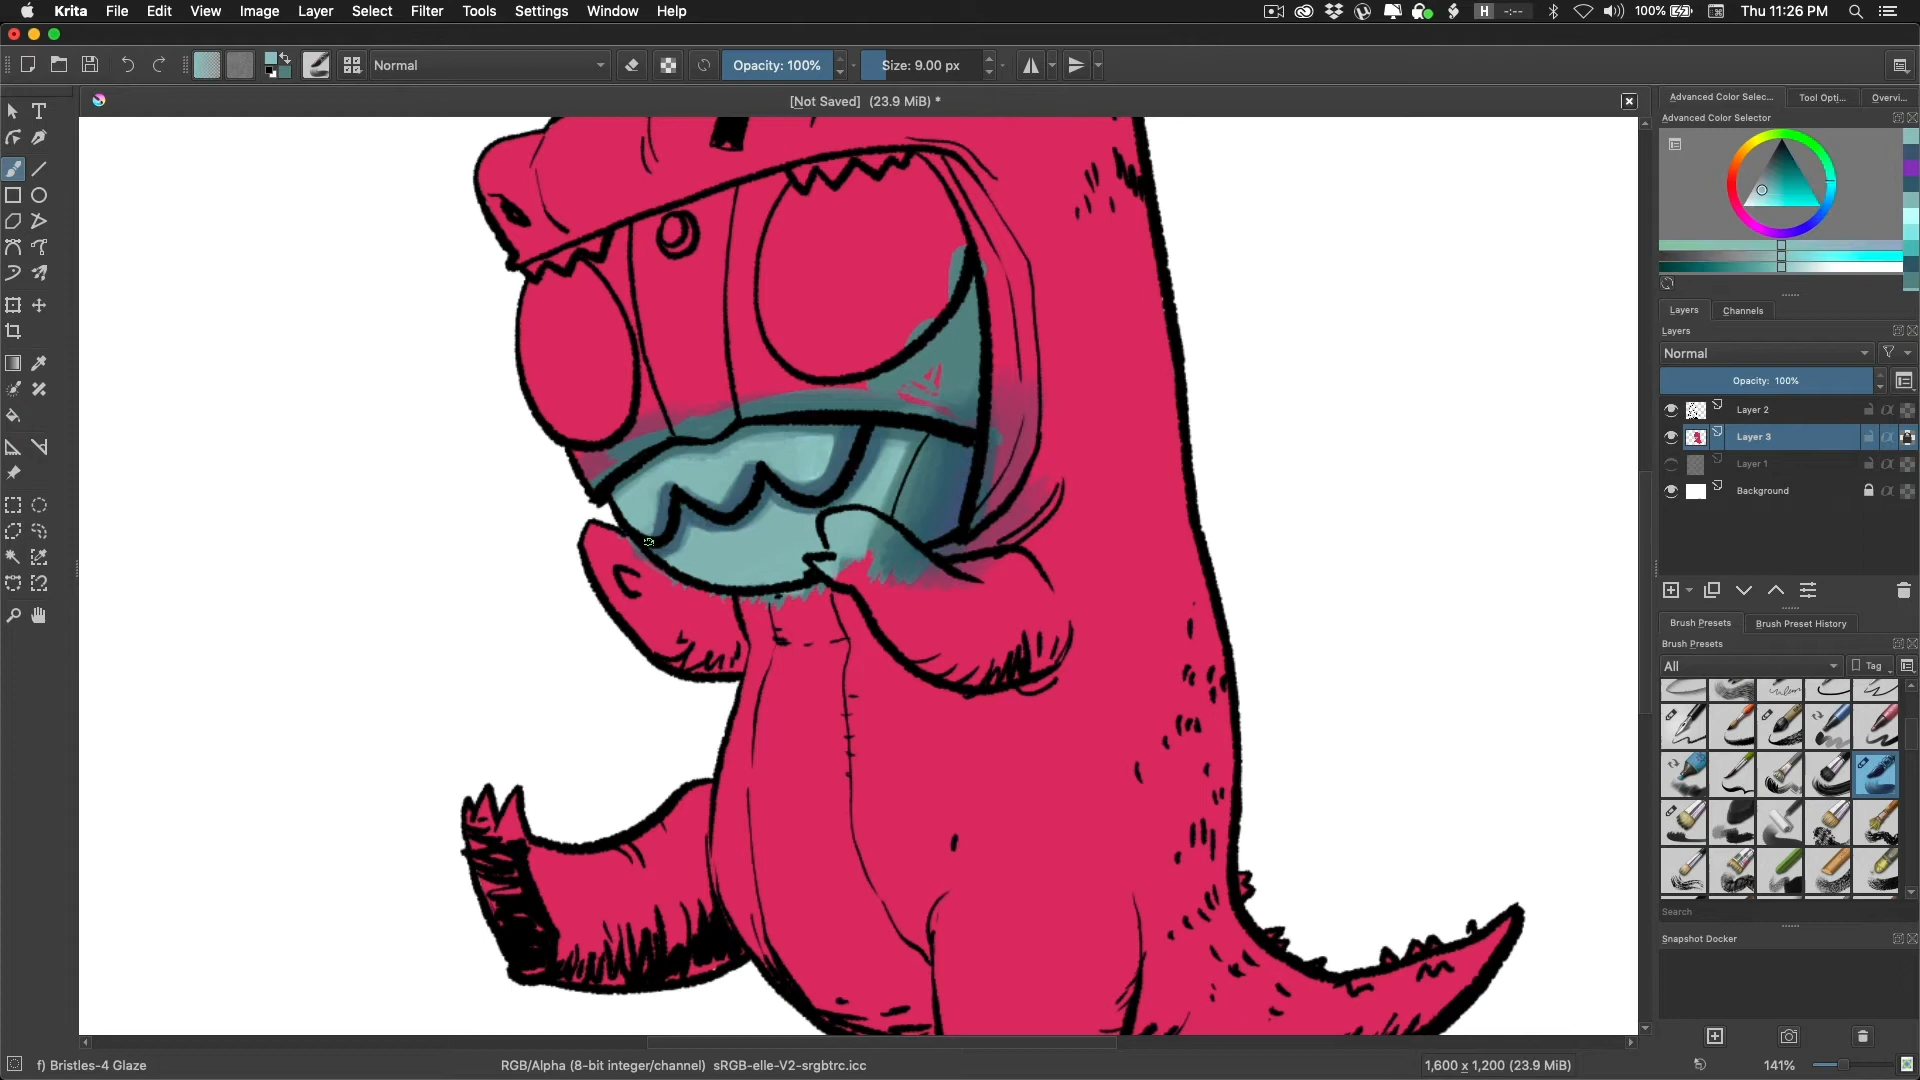 Krita File Edit View Image Layer Select Filter Tools Settings Window Help
H -:-- 100% Thu 11:26 PM
Normal Opacity: 100% Size: 9.00 px
[Not Saved] (23.9 MiB) *
Advanced Color Selec... Tool Opti... Overvi...
Advanced Color Selector
Layers Channels
Layers
Normal
Opacity: 100%
Layer 2
Layer 3
Layer 1
Background
Brush Presets Brush Preset History
Brush Presets
All Tag
Search
Snapshot Docker
f) Bristles-4 Glaze RGB/Alpha (8-bit integer/channel) sRGB-elle-V2-srgbtrc.icc 1,600 x 1,200 (23.9 MiB) 141%